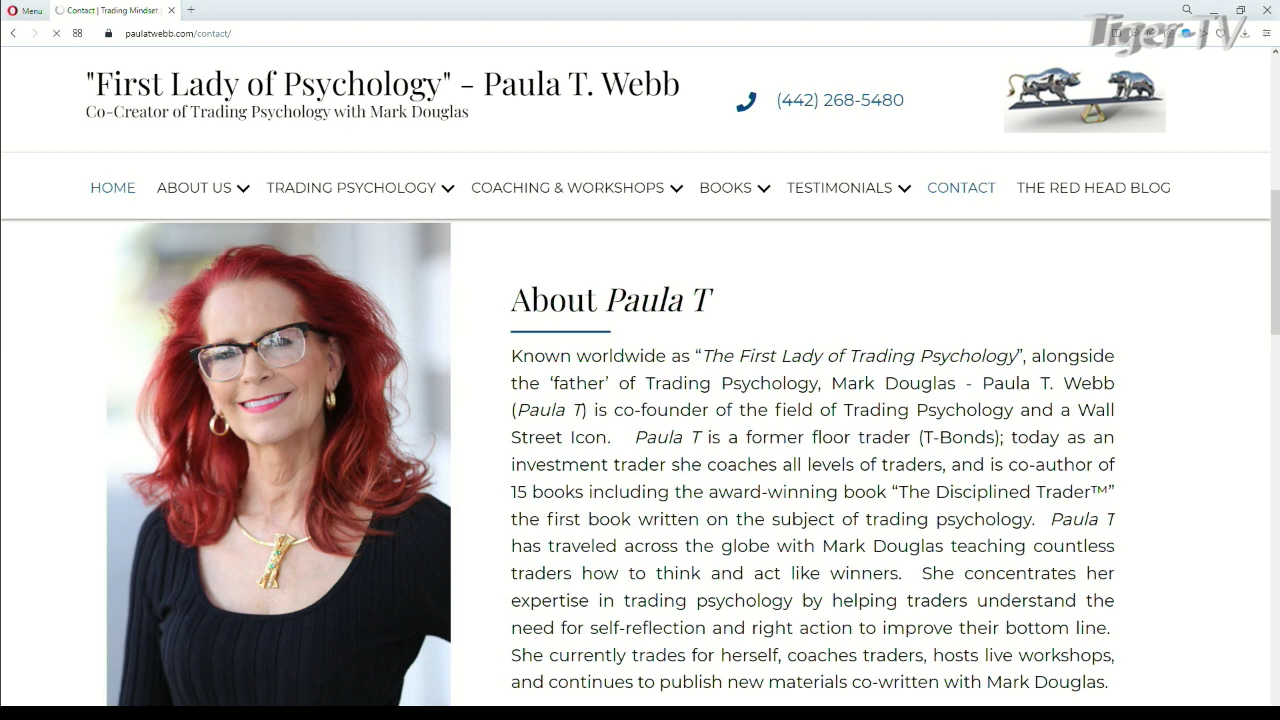 Menu
Contact | Trading Mindset
paulatwebb.com/contact/
Tiger-TV
"First Lady of Psychology" - Paula T. Webb
Co-Creator of Trading Psychology with Mark Douglas
(442) 268-5480
HOME ABOUT US TRADING PSYCHOLOGY COACHING & WORKSHOPS BOOKS TESTIMONIALS CONTACT THE RED HEAD BLOG
About Paula T
Known worldwide as “The First Lady of Trading Psychology”, alongside
the ‘father’ of Trading Psychology, Mark Douglas - Paula T. Webb
(Paula T) is co-founder of the field of Trading Psychology and a Wall
Street Icon. Paula T is a former floor trader (T-Bonds); today as an
investment trader she coaches all levels of traders, and is co-author of
15 books including the award-winning book “The Disciplined Trader™”
the first book written on the subject of trading psychology. Paula T
has traveled across the globe with Mark Douglas teaching countless
traders how to think and act like winners. She concentrates her
expertise in trading psychology by helping traders understand the
need for self-reflection and right action to improve their bottom line.
She currently trades for herself, coaches traders, hosts live workshops,
and continues to publish new materials co-written with Mark Douglas.